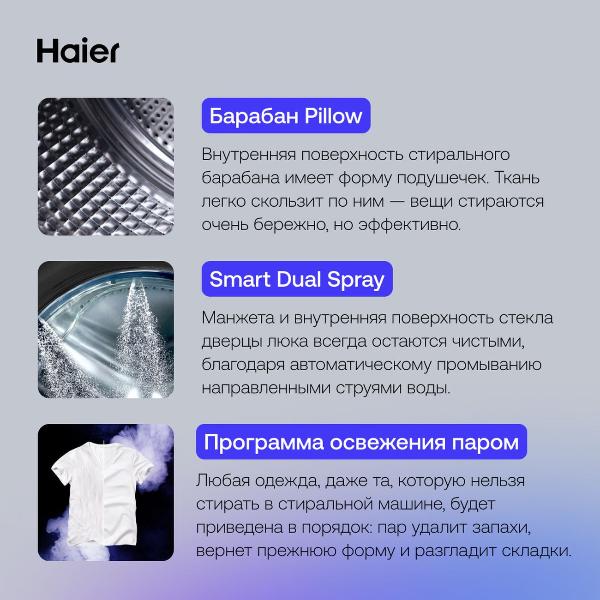 Haier
Барабан Pillow
Внутренняя поверхность стирального
барабана имеет форму подушечек. Ткань
легко скользит по ним — вещи стираются
очень бережно, но эффективно.
Smart Dual Spray
Манжета и внутренняя поверхность стекла
дверцы люка всегда остаются чистыми,
благодаря автоматическому промыванию
направленными струями воды.
Программа освежения паром
Любая одежда, даже та, которую нельзя
стирать в стиральной машине, будет
приведена в порядок: пар удалит запахи,
вернет прежнюю форму и разгладит складки.